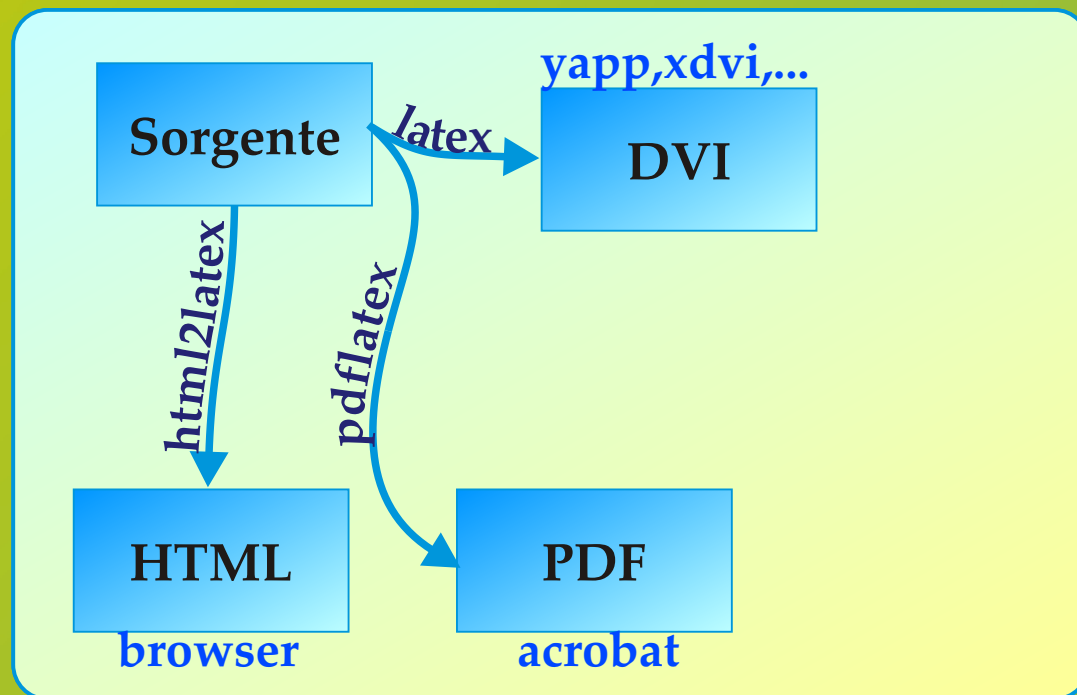 yapp,xdvi,...
Sorgente
latex
DVI
html2latex
pdflatex
HTML
PDF
browser
acrobat